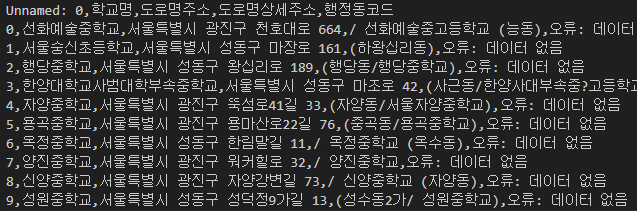 Unnamed: 0,학교명,도로명주소,도로명상세주소,행정동코드
0,선화예술중학교,서울특별시 광진구 천호대로 664,/ 선화예술중고등학교 (능동),오류: 데이터
1,서울숭신초등학교,서울특별시 성동구 마장로 161,(하왕십리동),오류: 데이터 없음
2,행당중학교,서울특별시 성동구 왕십리로 189,(행당동/행당중학교),오류: 데이터 없음
3,한양대학교사범대학부속중학교,서울특별시 성동구 마조로 42,(사근동/한양사대부속중?고등학교
4,자양중학교,서울특별시 광진구 뚝섬로41길 33,(자양동/서울자양중학교),오류: 데이터 없음
5,용곡중학교,서울특별시 광진구 용마산로22길 76,(중곡동/용곡중학교),오류: 데이터 없음
6,옥정중학교,서울특별시 성동구 한림말길 11,/ 옥정중학교 (옥수동),오류: 데이터 없음
7,양진중학교,서울특별시 광진구 워커힐로 32,/ 양진중학교,오류: 데이터 없음
8,신양중학교,서울특별시 광진구 자양강변길 73,/ 신양중학교 (자양동),오류: 데이터 없음
9,성원중학교,서울특별시 성동구 성덕정9가길 13,(성수동2가/ 성원중학교),오류: 데이터 없음